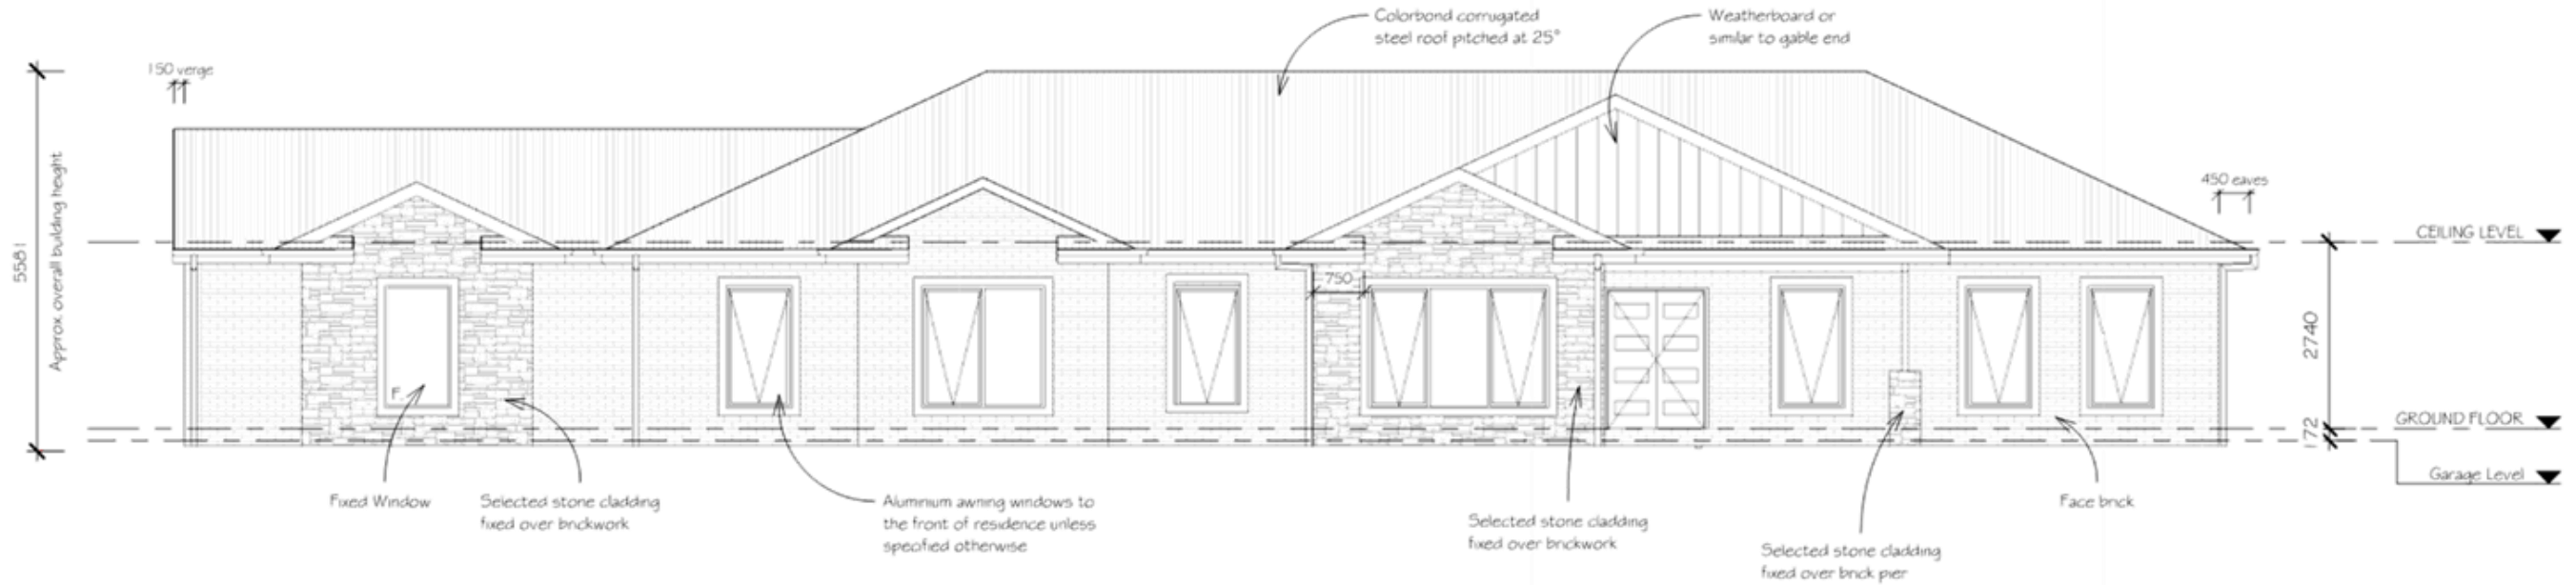 Colorbond corrugated
steel roof pitched at 25°
Weatherboard or
similar to gable end
150 verge
450 eaves
5581
Approx overall building height
CEILING LEVEL
750
2740
F
GROUND FLOOR
172
Garage Level
Fixed Window
Selected stone cladding
fixed over brickwork
Aluminium awning windows to
the front of residence unless
specified otherwise
Selected stone cladding
fixed over brickwork
Selected stone cladding
fixed over brick pier
Face brick